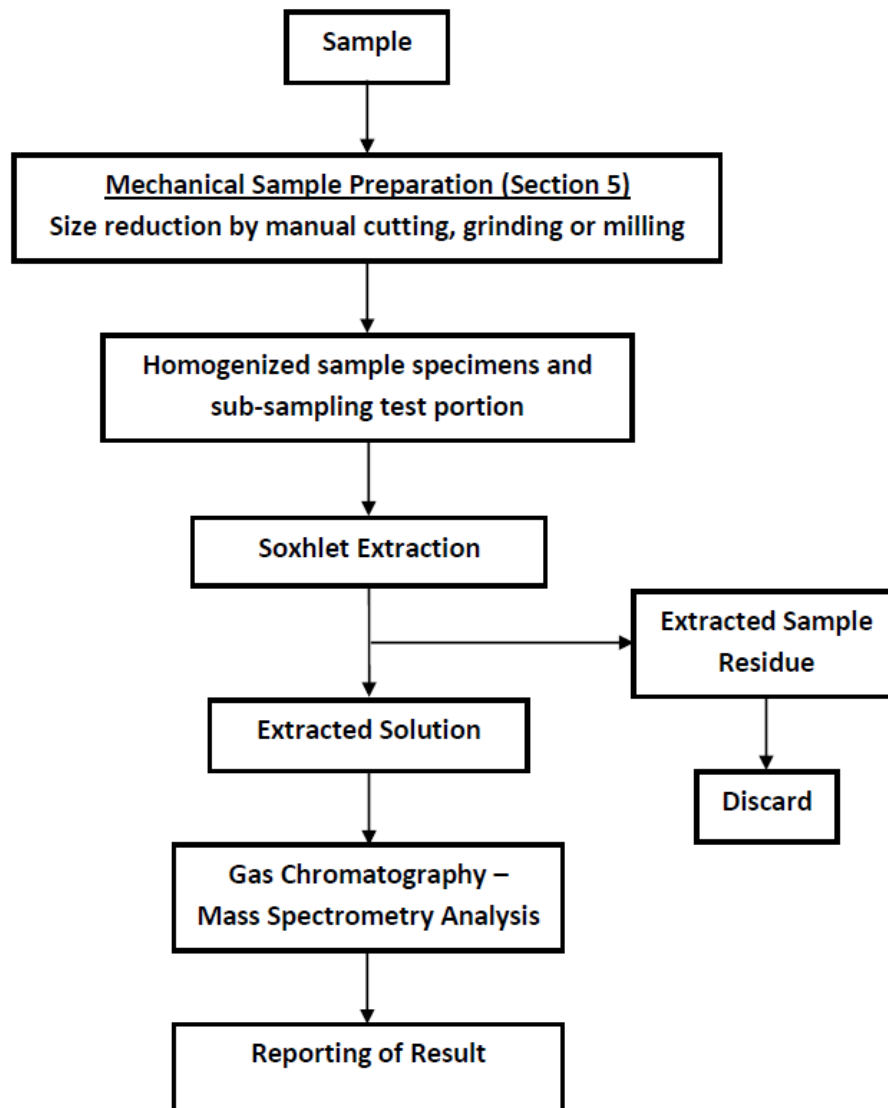 Sample
Mechanical Sample Preparation (Section 5)
Size reduction by manual cutting, grinding or milling
Homogenized sample specimens and
sub-sampling test portion
Soxhlet Extraction
Extracted Sample
Residue
Extracted Solution
Discard
Gas Chromatography –
Mass Spectrometry Analysis
Reporting of Result